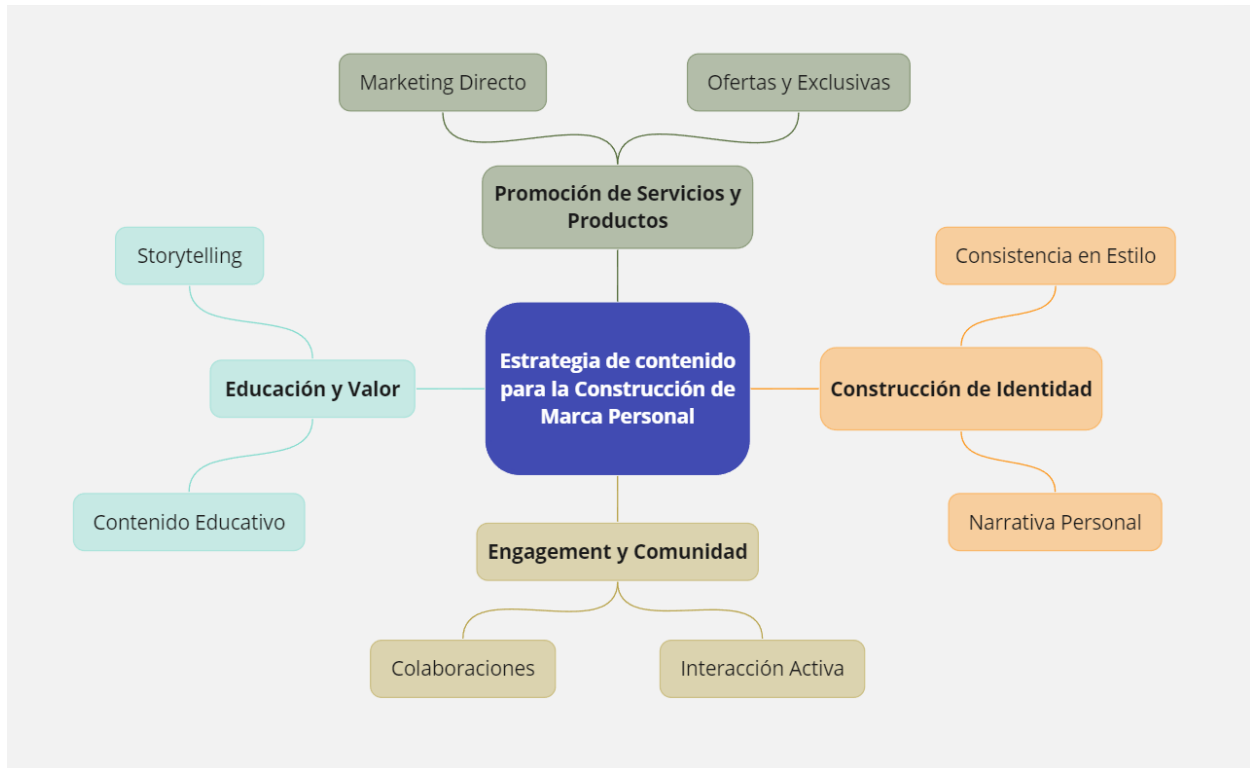 Marketing Directo
Ofertas y Exclusivas
Promoción de Servicios y
Productos
Storytelling
Consistencia en Estilo
Estrategia de contenido
para la Construcción de
Marca Personal
Educación y Valor
Construcción de Identidad
Contenido Educativo
Narrativa Personal
Engagement y Comunidad
Colaboraciones
Interacción Activa